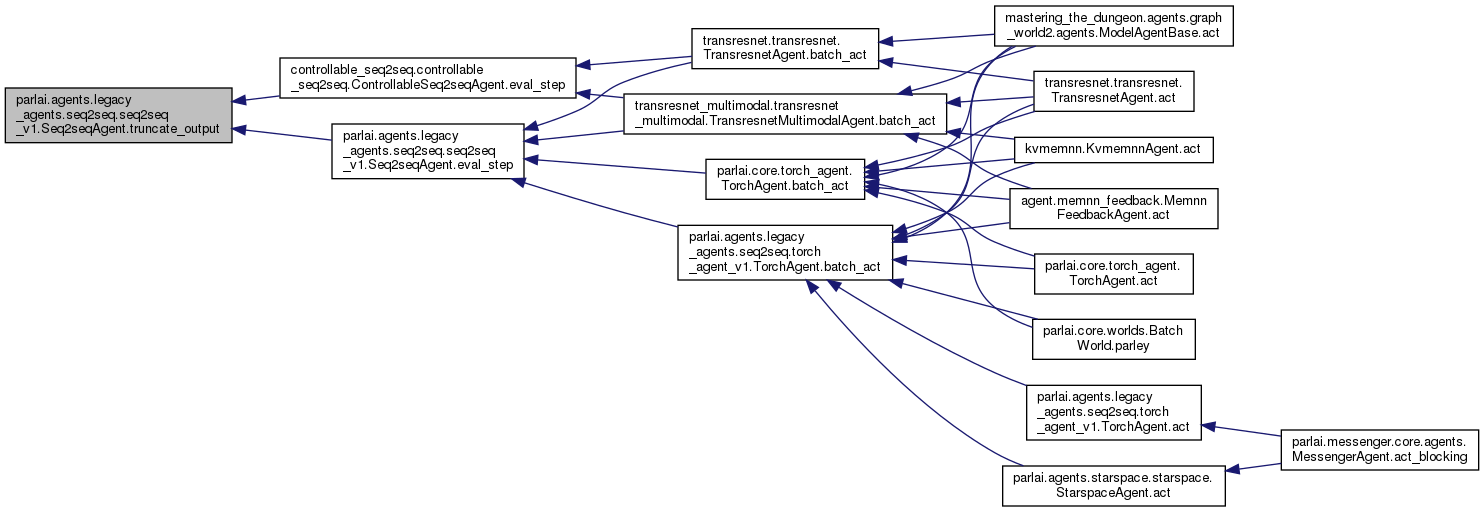 parlai.agents.legacy
_agents.seq2seq.seq2seq
_v1.Seq2seqAgent.truncate_output
controllable_seq2seq.controllable
_seq2seq.ControllableSeq2seqAgent.eval_step
parlai.agents.legacy
_agents.seq2seq.seq2seq
_v1.Seq2seqAgent.eval_step
transresnet.transresnet.
TransresnetAgent.batch_act
transresnet_multimodal.transresnet
_multimodal.TransresnetMultimodalAgent.batch_act
parlai.core.torch_agent.
TorchAgent.batch_act
parlai.agents.legacy
_agents.seq2seq.torch
_agent_v1.TorchAgent.batch_act
mastering_the_dungeon.agents.graph
_world2.agents.ModelAgentBase.act
transresnet.transresnet.
TransresnetAgent.act
kvmemnn.KvmemnnAgent.act
agent.memnn_feedback.Memnn
FeedbackAgent.act
parlai.core.torch_agent.
TorchAgent.act
parlai.core.worlds.Batch
World.parley
parlai.agents.legacy
_agents.seq2seq.torch
_agent_v1.TorchAgent.act
parlai.agents.starspace.starspace.
StarspaceAgent.act
parlai.messenger.core.agents.
MessengerAgent.act_blocking